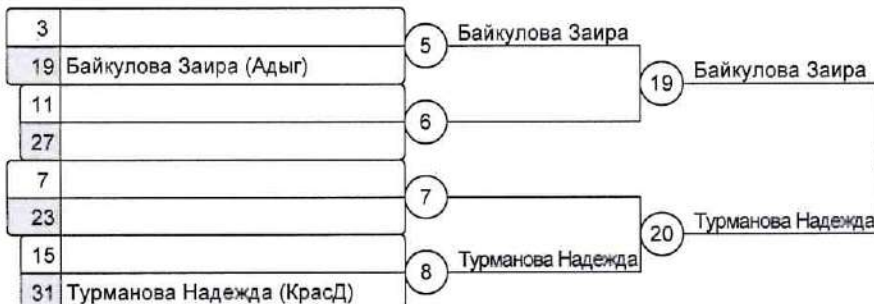 3
5 Байкулова Заира
19 Байкулова Заира (Адыг)
19 Байкулова Заира
11
6
27
7
7
23
20 Турманова Надежда
15
8 Турманова Надежда
31 Турманова Надежда (КрасД)